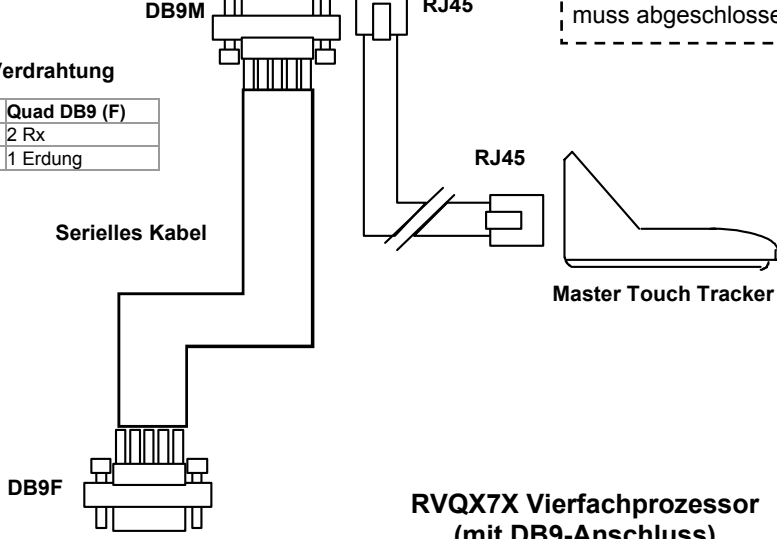 DB9M
RJ45
muss abgeschlosse
Verdrahtung
Quad DB9 (F)
2 Rx
1 Erdung
RJ45
Serielles Kabel
Master Touch Tracker
DB9F
RVQX7X Vierfachprozessor
(mit DB9-Anschluss)